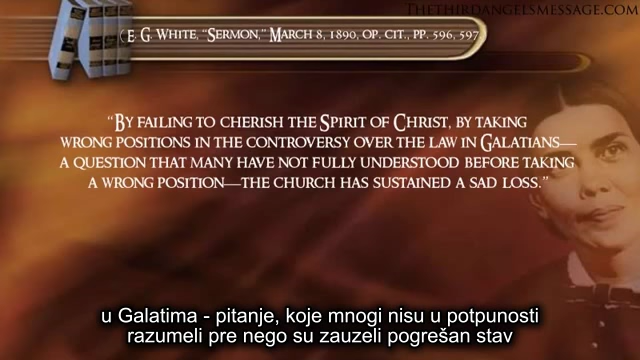 TheThirdAngelsMessage.com
(E. G. White, "Sermon," March 8, 1890, op. cit., pp. 596, 597
"By failing to cherish the Spirit of Christ, by taking
wrong positions in the controversy over the law in Galatians—
a question that many have not fully understood before taking
a wrong position—the church has sustained a sad loss."
u Galatima - pitanje, koje mnogi nisu u potpunosti
razumeli pre nego su zauzeli pogrešan stav